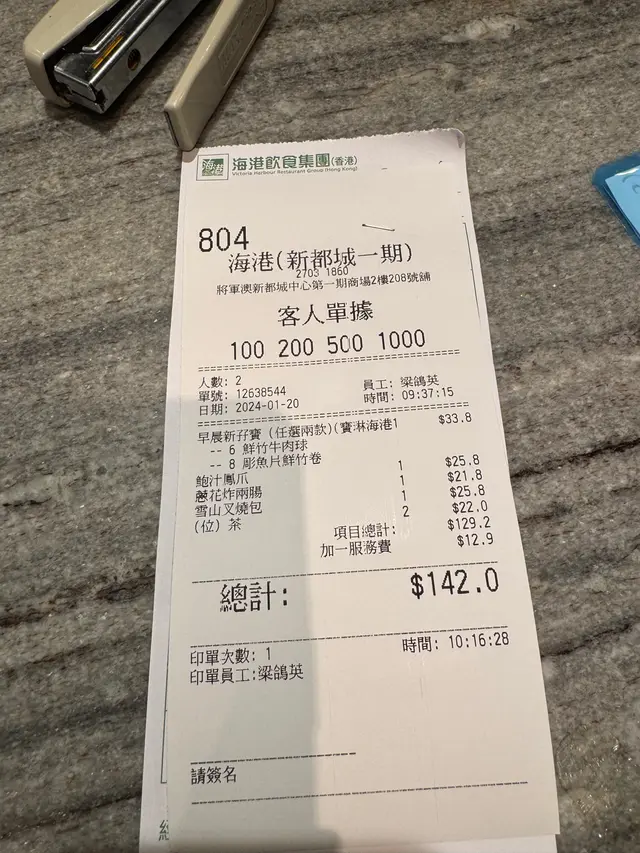 海港飲食集團(香港)
Victoria Harbour Restaurant Group (Hong Kong)
804
海港(新都城一期)
2703 1860
將軍澳新都城中心第一期商場2樓208號舖
客人單據
100 200 500 1000
人數: 2
單號: 12638544 員工: 梁鴿英
日期: 2024-01-20 時間: 09:37:15
早晨新孖寶 (任選兩款)(寶琳海港1 $33.8
-- 6 鮮竹牛肉球
-- 8 彫魚片鮮竹卷
鮑汁鳳爪 1 $25.8
蔥花炸兩腸 1 $21.8
雪山叉燒包 1 $25.8
(位) 茶 2 $22.0
項目總計: $129.2
加一服務費 $12.9
總計: $142.0
印單次數: 1 時間: 10:16:28
印單員工:梁鴿英
請簽名